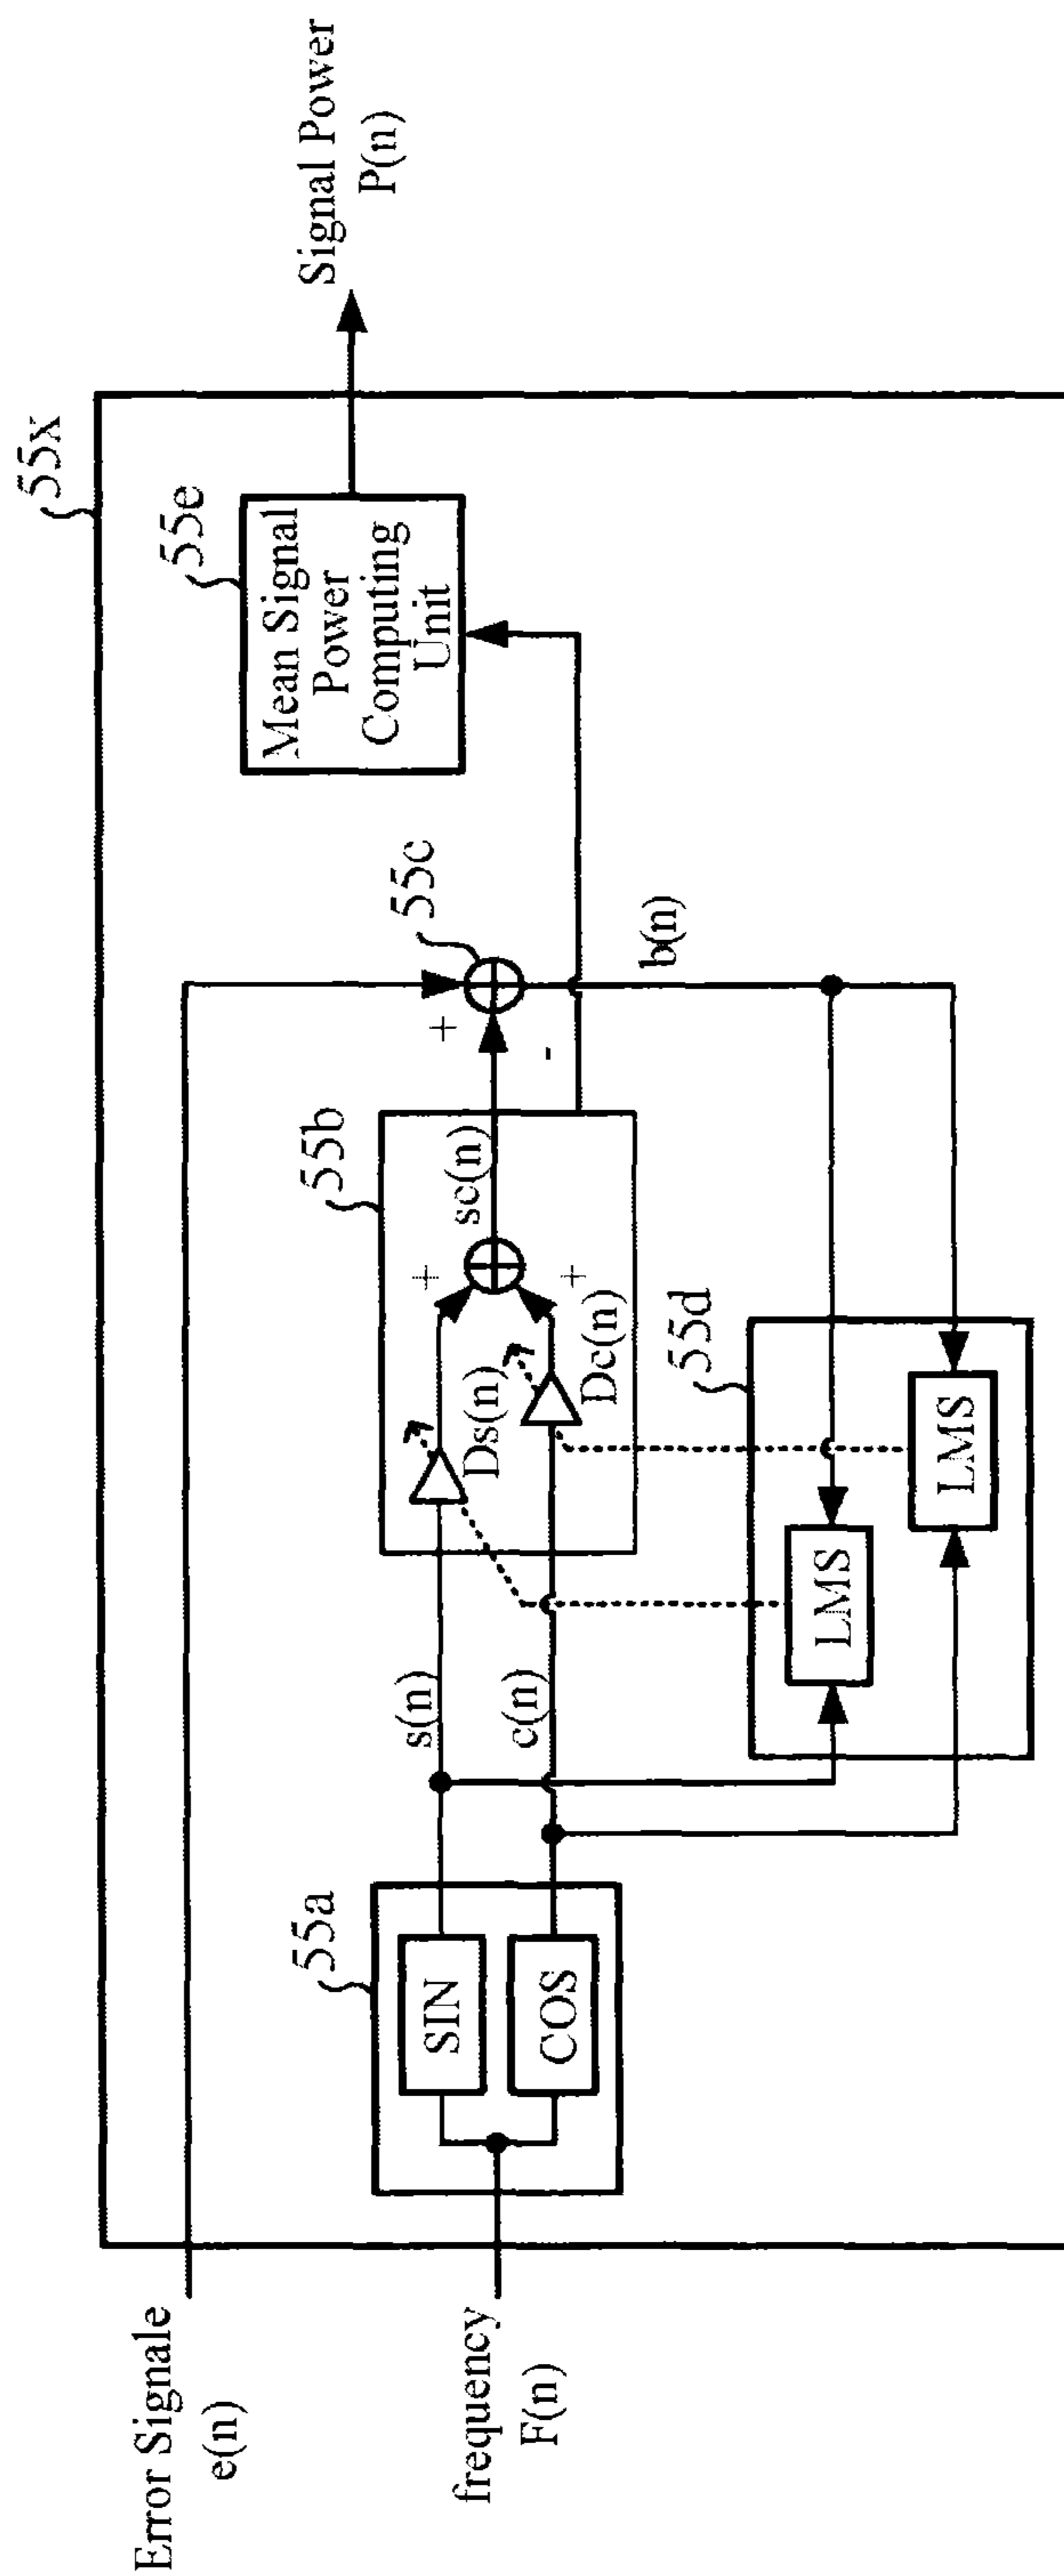 55x
Error Signale
e(n)
Signal Power
P(n)
55e
Mean Signal
Power
Computing
Unit
55c
+
-
b(n)
55b
sc(n)
+
+
Ds(n)
Dc(n)
55a
SIN
COS
s(n)
c(n)
frequency
F(n)
55d
LMS
LMS